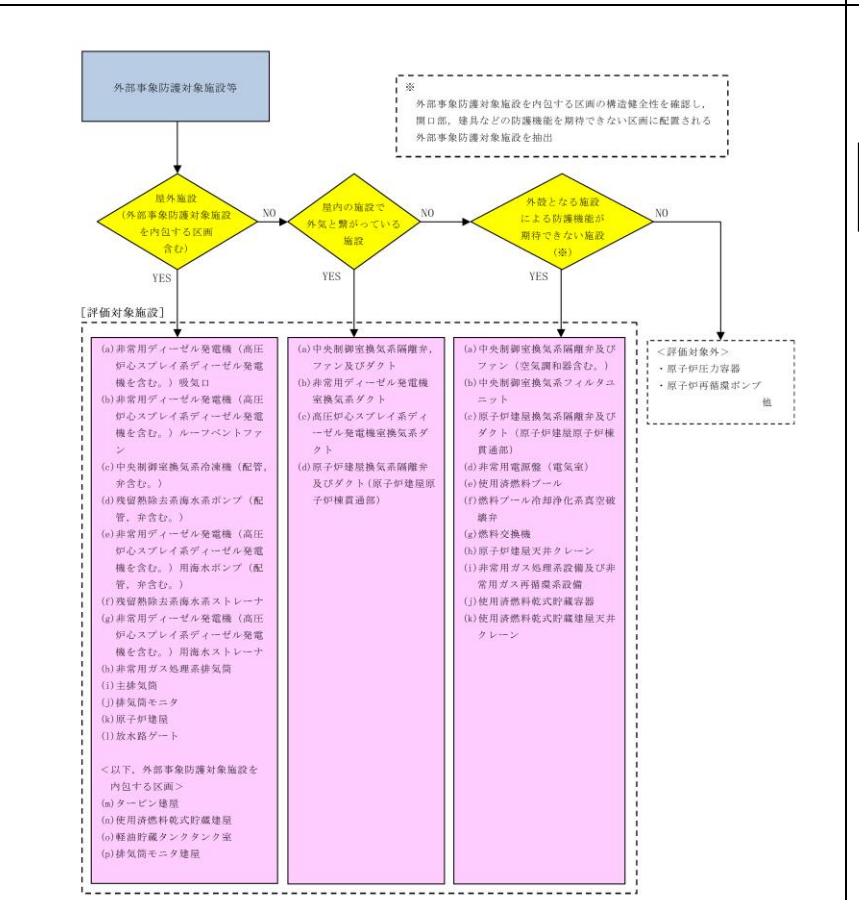 外部事象防護対象施設等
※
外部事象防護対象施設を内包する区画の構造健全性を確認し，
開口部，建具などの防護機能を期待できない区画に配置される
外部事象防護対象施設を抽出
屋外施設
（外部事象防護対象施設
を内包する区画
含む）
NO
YES
屋内の施設で
外気と繋がっている
施設
NO
YES
外殻となる施設
による防護機能が
期待できない施設
（※）
NO
YES
[評価対象施設]
(a)非常用ディーゼル発電機（高圧
炉心スプレイ系ディーゼル発電
機を含む。）吸気口
(b)非常用ディーゼル発電機（高圧
炉心スプレイ系ディーゼル発電
機を含む。）ルーフベントファ
ン
(c)中央制御室換気系冷凍機（配管，
弁含む。）
(d)残留熱除去系海水系ポンプ（配
管，弁含む。）
(e)非常用ディーゼル発電機（高圧
炉心スプレイ系ディーゼル発電
機を含む。）用海水ポンプ（配
管，弁含む。）
(f)残留熱除去系海水系ストレーナ
(g)非常用ディーゼル発電機（高圧
炉心スプレイ系ディーゼル発電
機を含む。）用海水ストレーナ
(h)非常用ガス処理系排気筒
(i)主排気筒
(j)排気筒モニタ
(k)原子炉建屋
(l)放水路ゲート
＜以下，外部事象防護対象施設を
内包する区画＞
(m)タービン建屋
(n)使用済燃料乾式貯蔵建屋
(o)軽油貯蔵タンクタンク室
(p)排気筒モニタ建屋
(a)中央制御室換気系隔離弁，
ファン及びダクト
(b)非常用ディーゼル発電機
室換気系ダクト
(c)高圧炉心スプレイ系ディ
ーゼル発電機室換気系ダ
クト
(d)原子炉建屋換気系隔離弁
及びダクト(原子炉建屋原
子炉棟貫通部)
(a)中央制御室換気系隔離弁及び
ファン（空気調和器含む。）
(b)中央制御室換気系フィルタユ
ニット
(c)原子炉建屋換気系隔離弁及び
ダクト（原子炉建屋原子炉棟
貫通部）
(d)非常用電源盤（電気室）
(e)使用済燃料プール
(f)燃料プール冷却浄化系真空破
壊弁
(g)燃料交換機
(h)原子炉建屋天井クレーン
(i)非常用ガス処理系設備及び非
常用ガス再循環系設備
(j)使用済燃料乾式貯蔵容器
(k)使用済燃料乾式貯蔵建屋天井
クレーン
＜評価対象外＞
・原子炉圧力容器
・原子炉再循環ポンプ
他